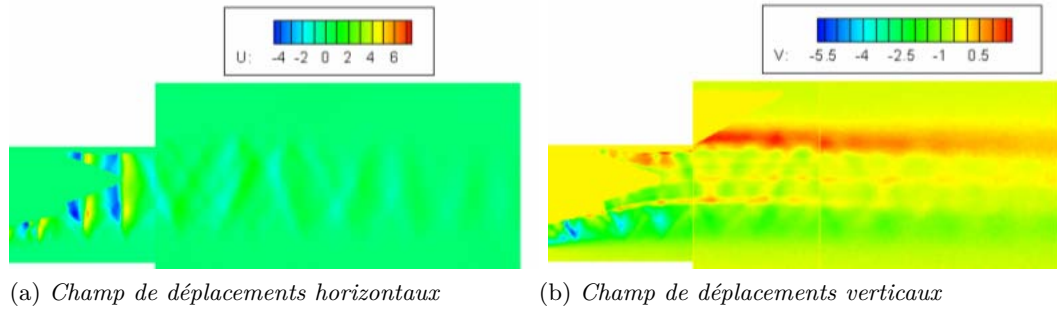 U: -4 -2 0 2 4 6
V: -5.5 -4 -2.5 -1 0.5
(a) Champ de déplacements horizontaux
(b) Champ de déplacements verticaux